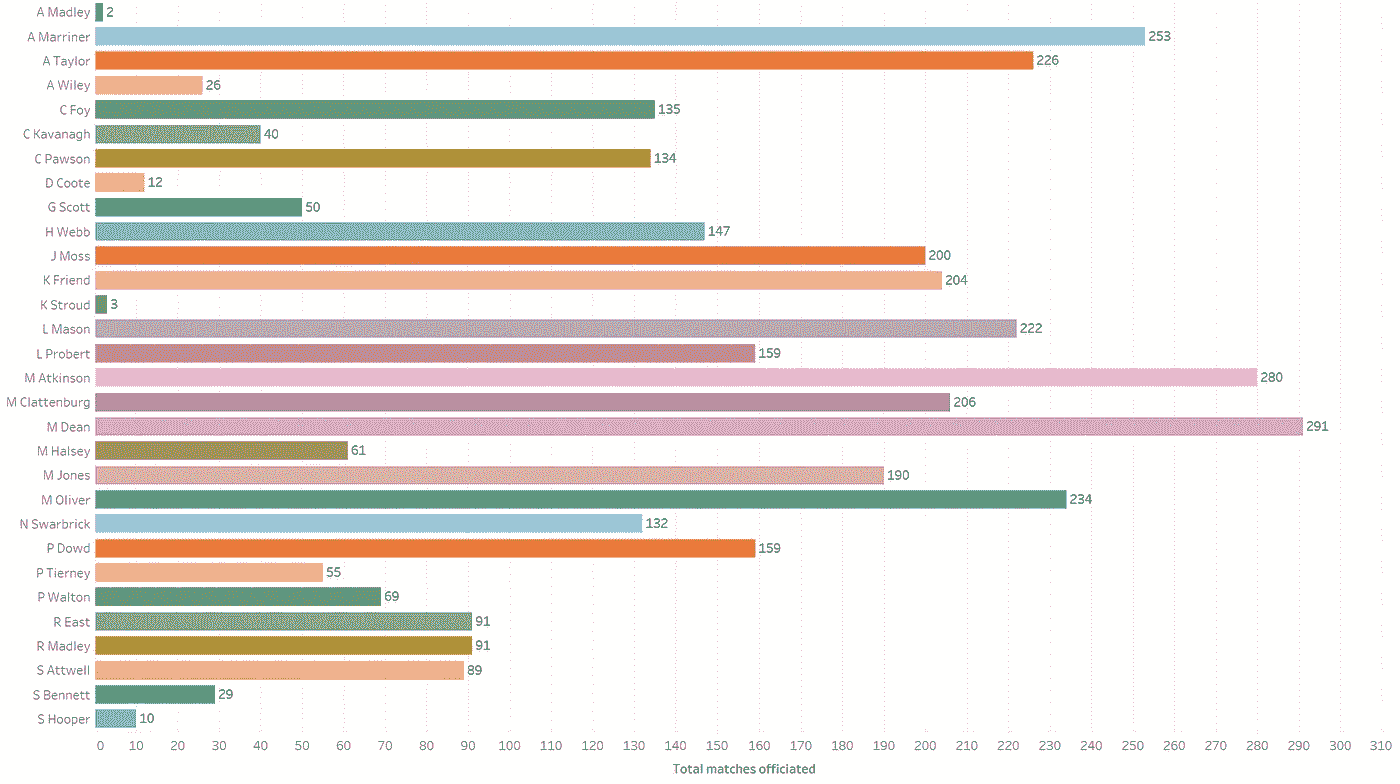 A Madley 2
A Marriner 253
A Taylor 226
A Wiley 26
C Foy 135
C Kavanagh 40
C Pawson 134
D Coote 12
G Scott 50
H Webb 147
J Moss 200
K Friend 204
K Stroud 3
L Mason 222
L Probert 159
M Atkinson 280
M Clattenburg 206
M Dean 291
M Halsey 61
M Jones 190
M Oliver 234
N Swarbrick 132
P Dowd 159
P Tierney 55
P Walton 69
R East 91
R Madley 91
S Attwell 89
S Bennett 29
S Hooper 10
0 10 20 30 40 50 60 70 80 90 100 110 120 130 140 150 160 170 180 190 200 210 220 230 240 250 260 270 280 290 300 310
Total matches officiated